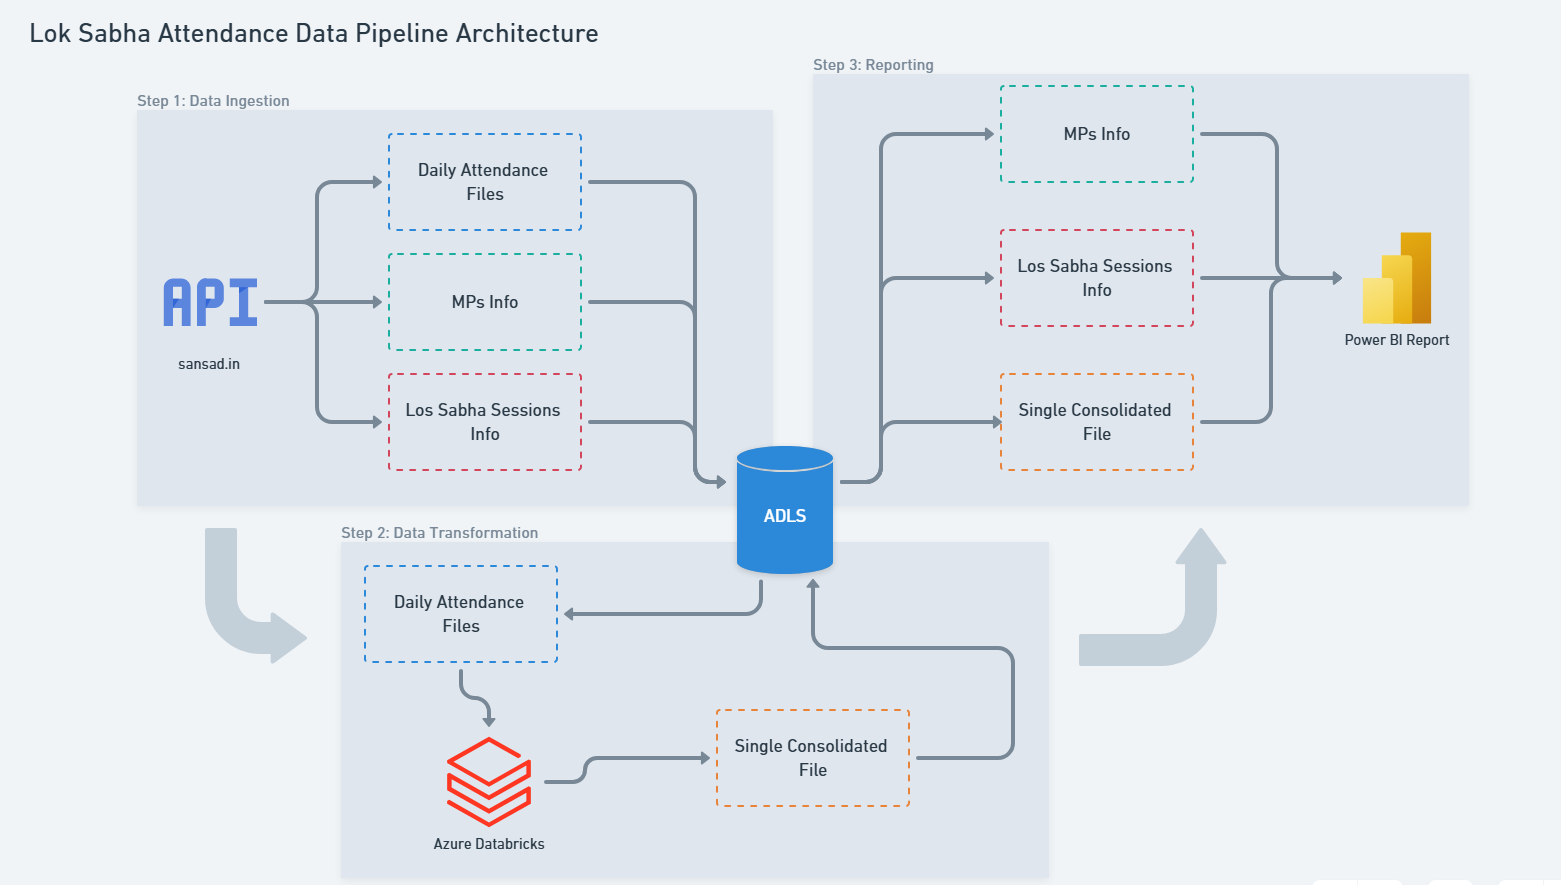 Lok Sabha Attendance Data Pipeline Architecture
Step 1: Data Ingestion
API
sansad.in
Daily Attendance
Files
MPs Info
Los Sabha Sessions
Info
ADLS
Step 2: Data Transformation
Daily Attendance
Files
Azure Databricks
Single Consolidated
File
Step 3: Reporting
MPs Info
Los Sabha Sessions
Info
Single Consolidated
File
Power BI Report